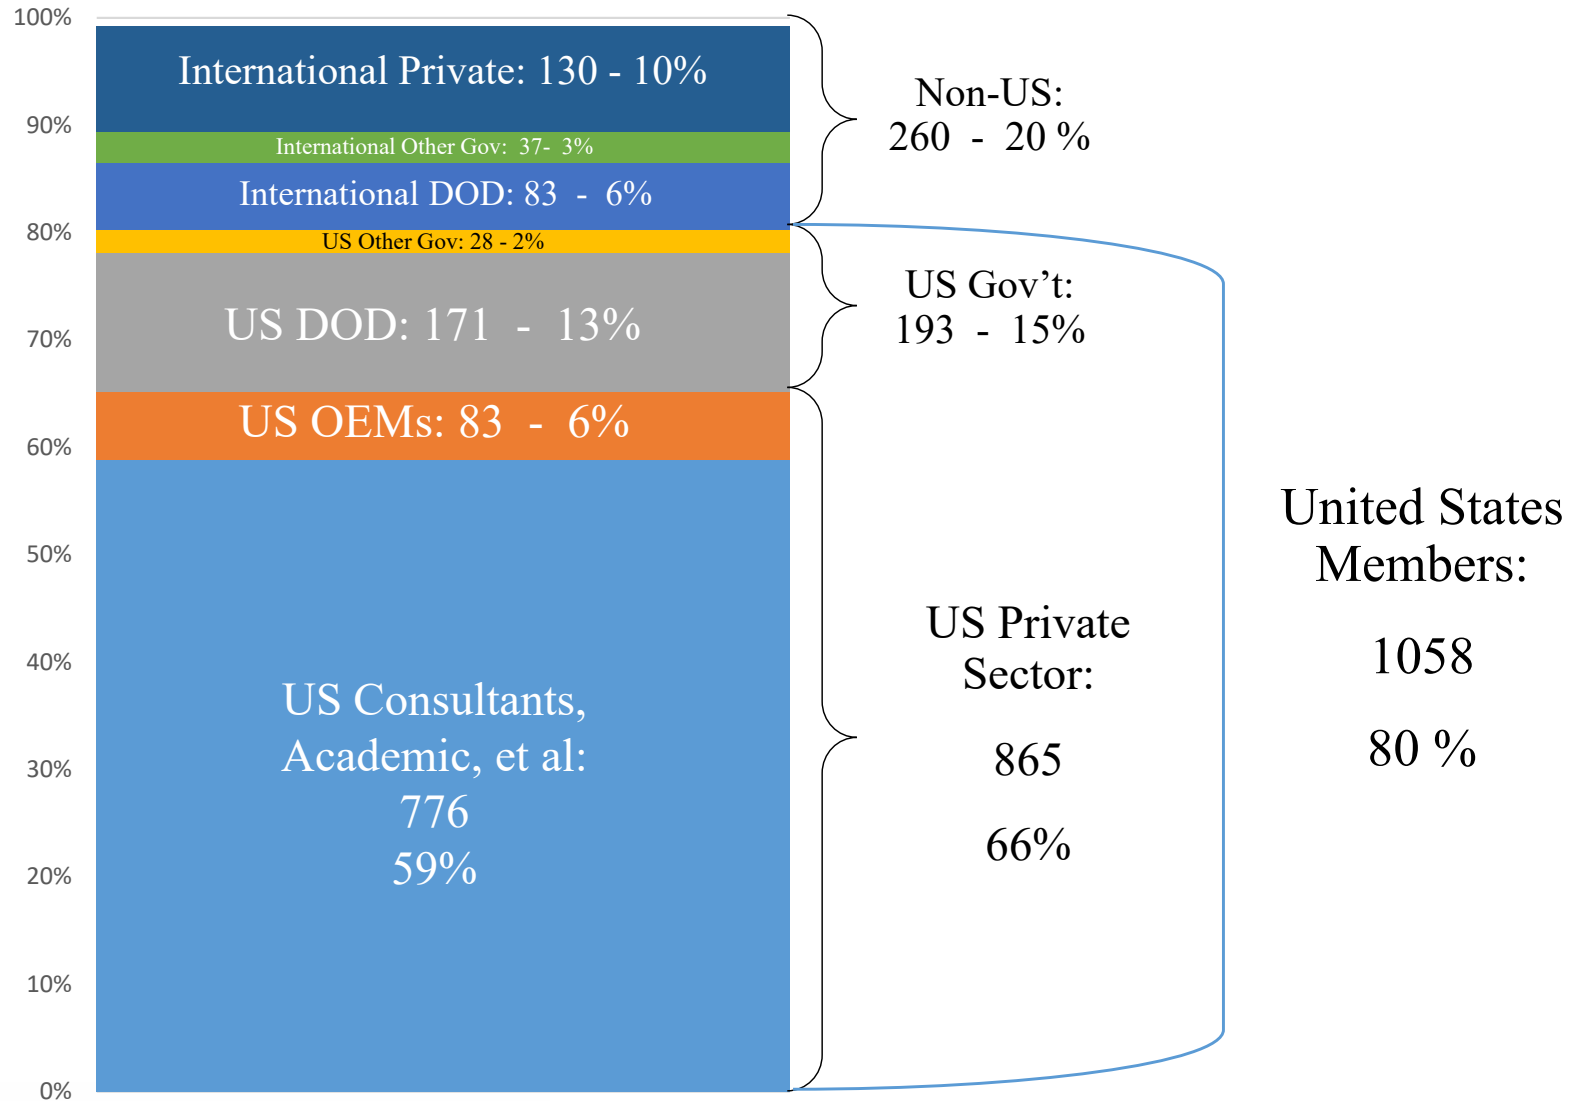 100%
90%
80%
70%
60%
50%
40%
30%
20%
10%
0%
International Private: 130 - 10%
International Other Gov:  37-  3%
International DOD: 83  -  6%
US Other Gov: 28 - 2%
US DOD: 171  -  13%
US OEMs: 83  -  6%
US Consultants,
Academic, et al:
776
59%
Non-US:
260  -  20 %
US Gov’t:
193  -  15%
US Private
Sector:
865
66%
United States
Members:
1058
80 %